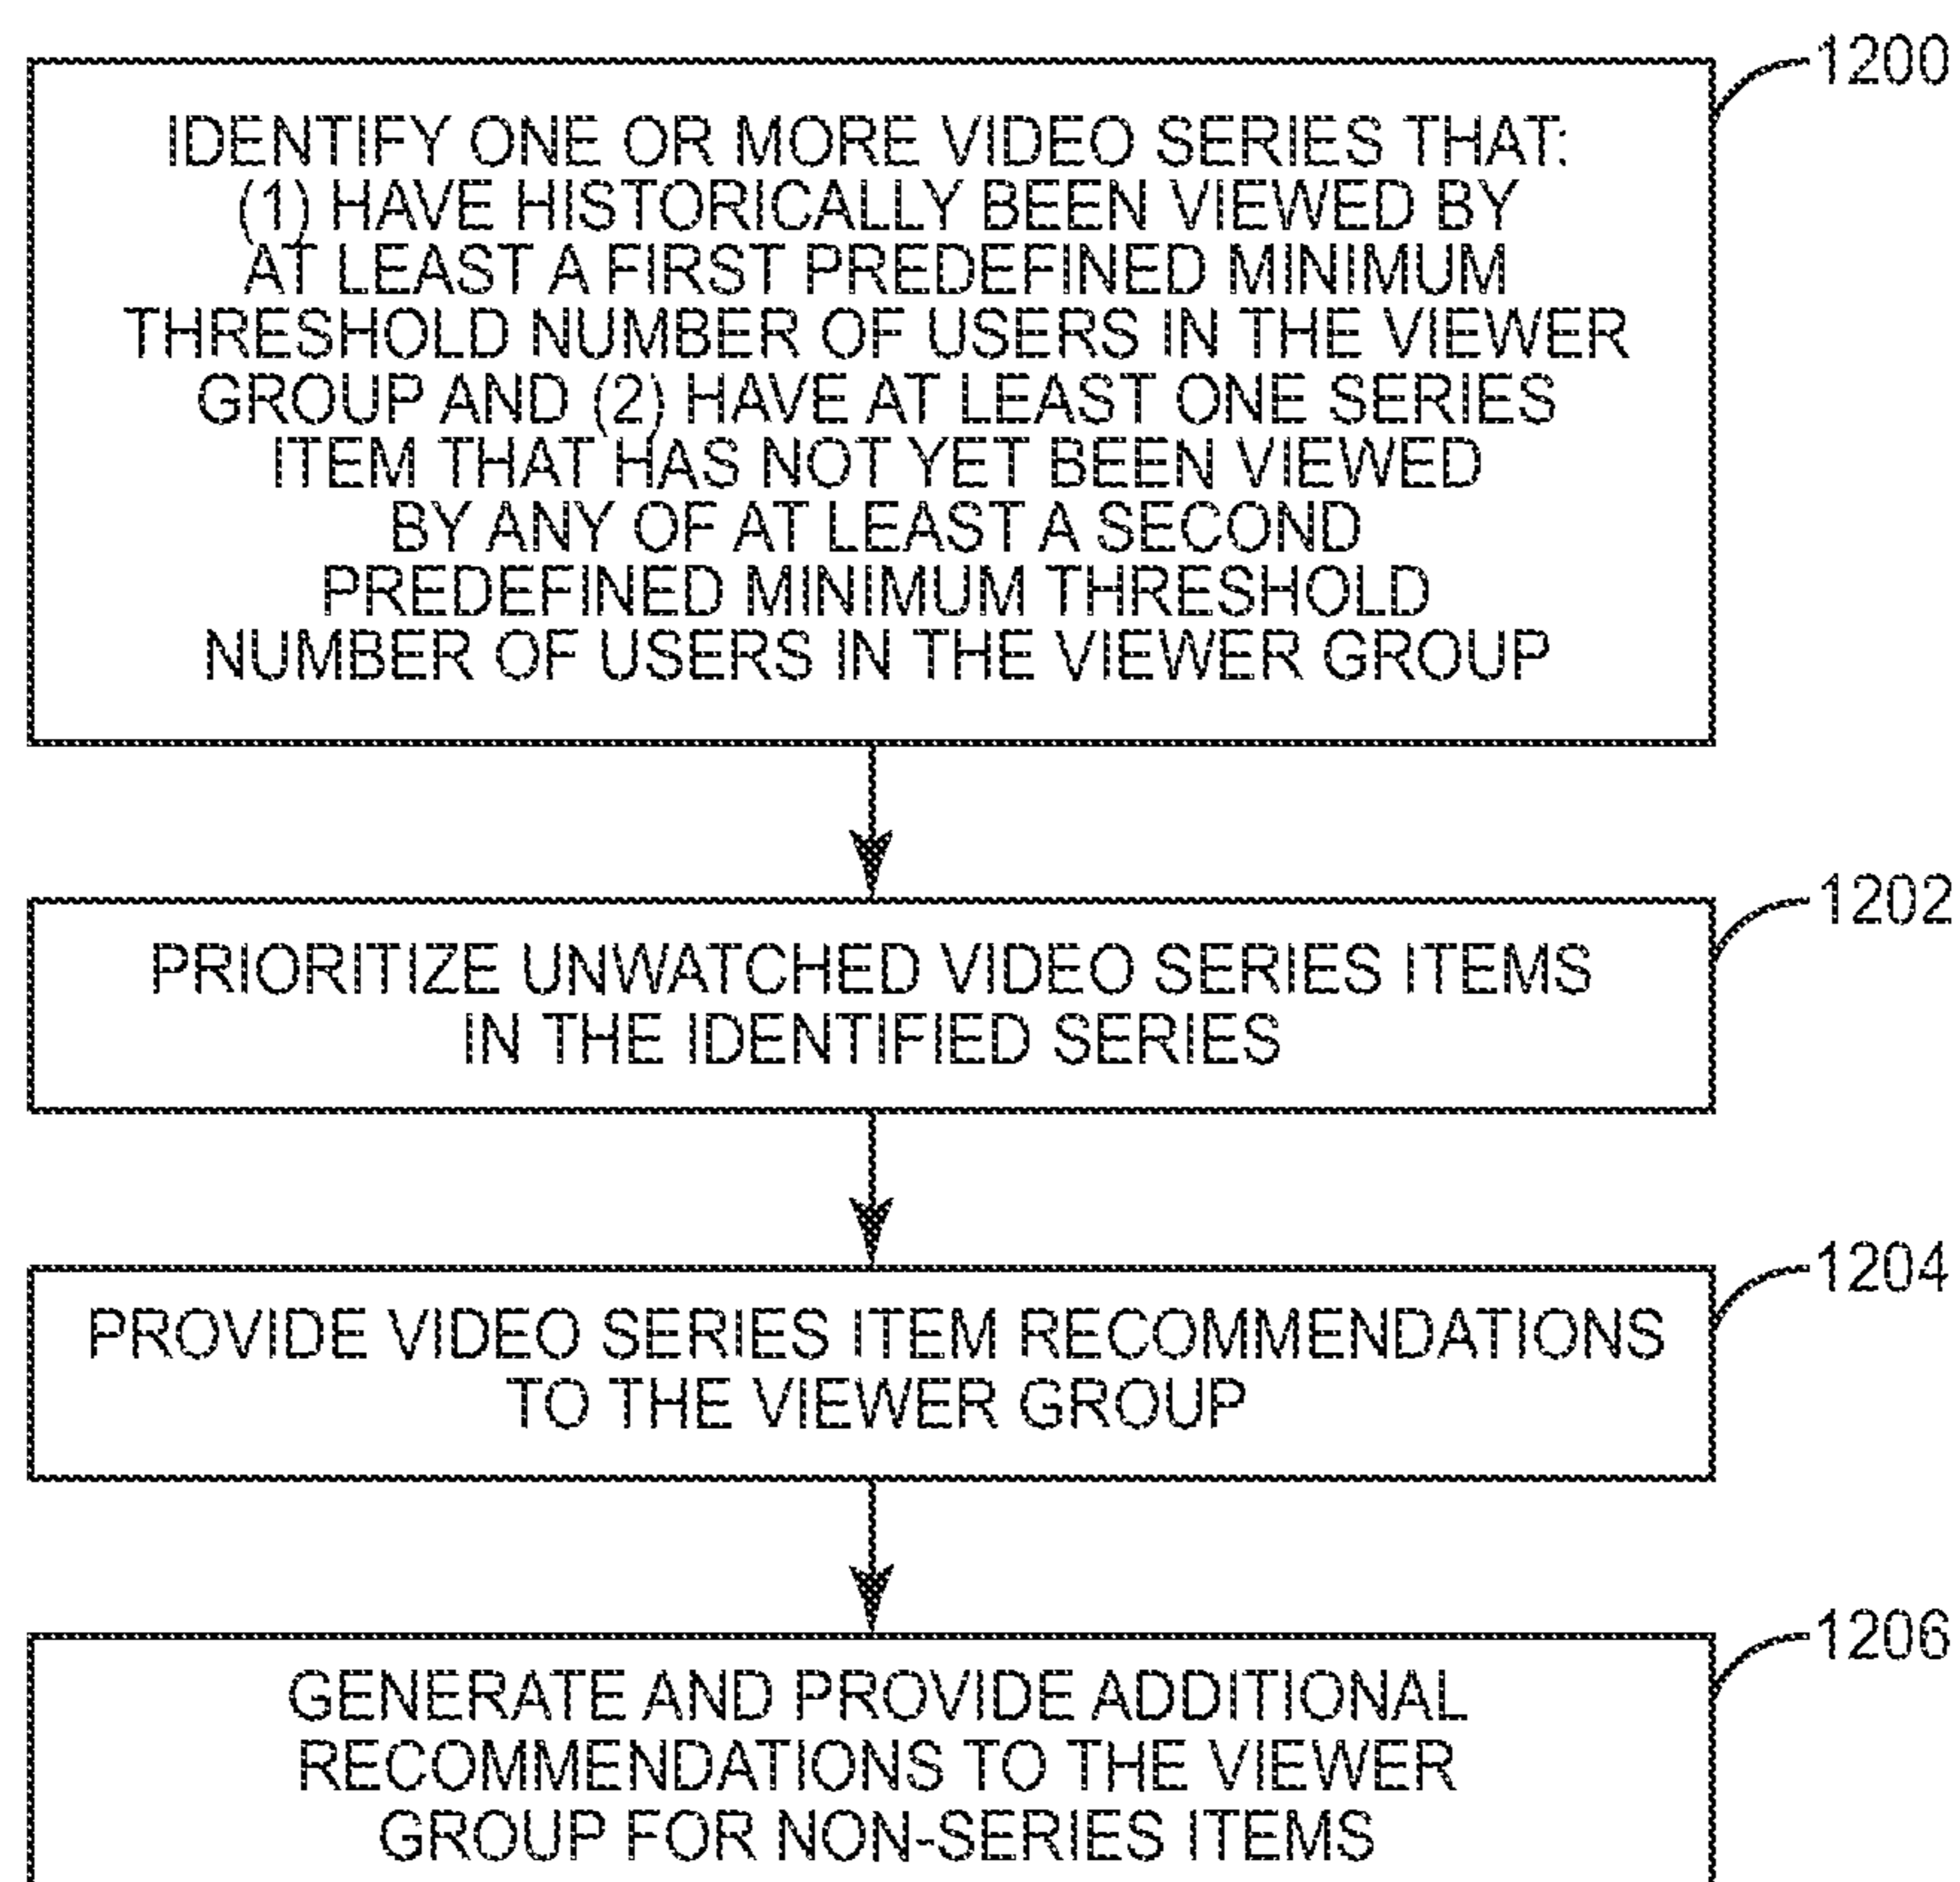 1200
IDENTIFY ONE OR MORE VIDEO SERIES THAT:
(1) HAVE HISTORICALLY BEEN VIEWED BY
AT LEAST A FIRST PREDEFINED MINIMUM
THRESHOLD NUMBER OF USERS IN THE VIEWER
GROUP AND (2) HAVE AT LEAST ONE SERIES
ITEM THAT HAS NOT YET BEEN VIEWED
BY ANY OF AT LEAST A SECOND
PREDEFINED MINIMUM THRESHOLD
NUMBER OF USERS IN THE VIEWER GROUP
1202
PRIORITIZE UNWATCHED VIDEO SERIES ITEMS
IN THE IDENTIFIED SERIES
1204
PROVIDE VIDEO SERIES ITEM RECOMMENDATIONS
TO THE VIEWER GROUP
1206
GENERATE AND PROVIDE ADDITIONAL
RECOMMENDATIONS TO THE VIEWER
GROUP FOR NON-SERIES ITEMS